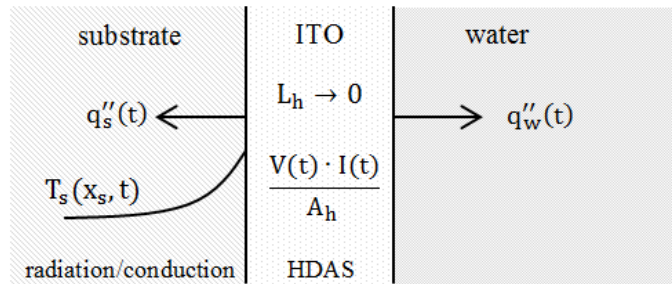 substrate ITO water
L_h → 0
q''_s(t) q''_w(t)
V(t) · I(t)
T_s(x_s, t)
A_h
radiation/conduction HDAS